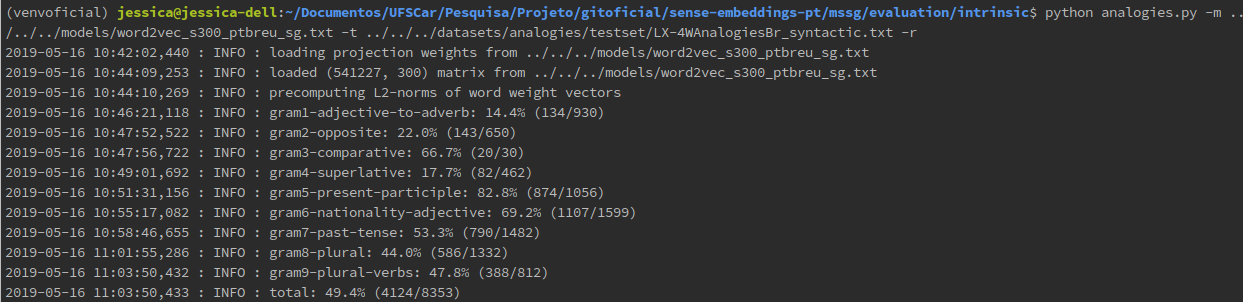 (venvoficial) jessica@jessica-dell:~/Documentos/UFSCar/Pesquisa/Projeto/gitoficial/sense-embeddings-pt/mssg/evaluation/intrinsic$ python analogies.py -m ..
/../../models/word2vec_s300_ptbreu_sg.txt -t ../../../datasets/analogies/testset/LX-4WAnalogiesBr_syntactic.txt -r
2019-05-16 10:42:02,440 : INFO : loading projection weights from ../../../models/word2vec_s300_ptbreu_sg.txt
2019-05-16 10:44:09,253 : INFO : loaded (541227, 300) matrix from ../../../models/word2vec_s300_ptbreu_sg.txt
2019-05-16 10:44:10,269 : INFO : precomputing L2-norms of word weight vectors
2019-05-16 10:46:21,118 : INFO : gram1-adjective-to-adverb: 14.4% (134/930)
2019-05-16 10:47:52,522 : INFO : gram2-opposite: 22.0% (143/650)
2019-05-16 10:47:56,722 : INFO : gram3-comparative: 66.7% (20/30)
2019-05-16 10:49:01,692 : INFO : gram4-superlative: 17.7% (82/462)
2019-05-16 10:51:31,156 : INFO : gram5-present-participle: 82.8% (874/1056)
2019-05-16 10:55:17,082 : INFO : gram6-nationality-adjective: 69.2% (1107/1599)
2019-05-16 10:58:46,655 : INFO : gram7-past-tense: 53.3% (790/1482)
2019-05-16 11:01:55,286 : INFO : gram8-plural: 44.0% (586/1332)
2019-05-16 11:03:50,432 : INFO : gram9-plural-verbs: 47.8% (388/812)
2019-05-16 11:03:50,433 : INFO : total: 49.4% (4124/8353)